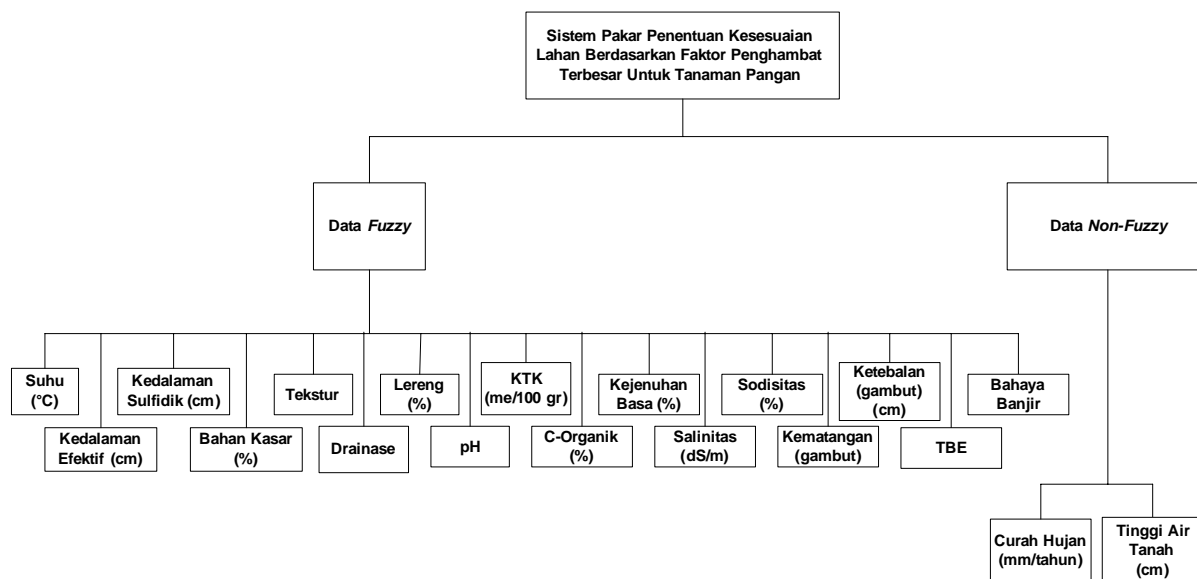 Sistem Pakar Penentuan Kesesuaian
Lahan Berdasarkan Faktor Penghambat
Terbesar Untuk Tanaman Pangan
Data Fuzzy
Data Non-Fuzzy
Suhu
(°C)
Kedalaman
Efektif (cm)
Kedalaman
Sulfidik (cm)
Bahan Kasar
(%)
Tekstur
Drainase
Lereng
(%)
pH
KTK
(me/100 gr)
C-Organik
(%)
Kejenuhan
Basa (%)
Salinitas
(dS/m)
Sodisitas
(%)
Kematangan
(gambut)
Ketebalan
(gambut)
(cm)
TBE
Bahaya
Banjir
Curah Hujan
(mm/tahun)
Tinggi Air
Tanah
(cm)